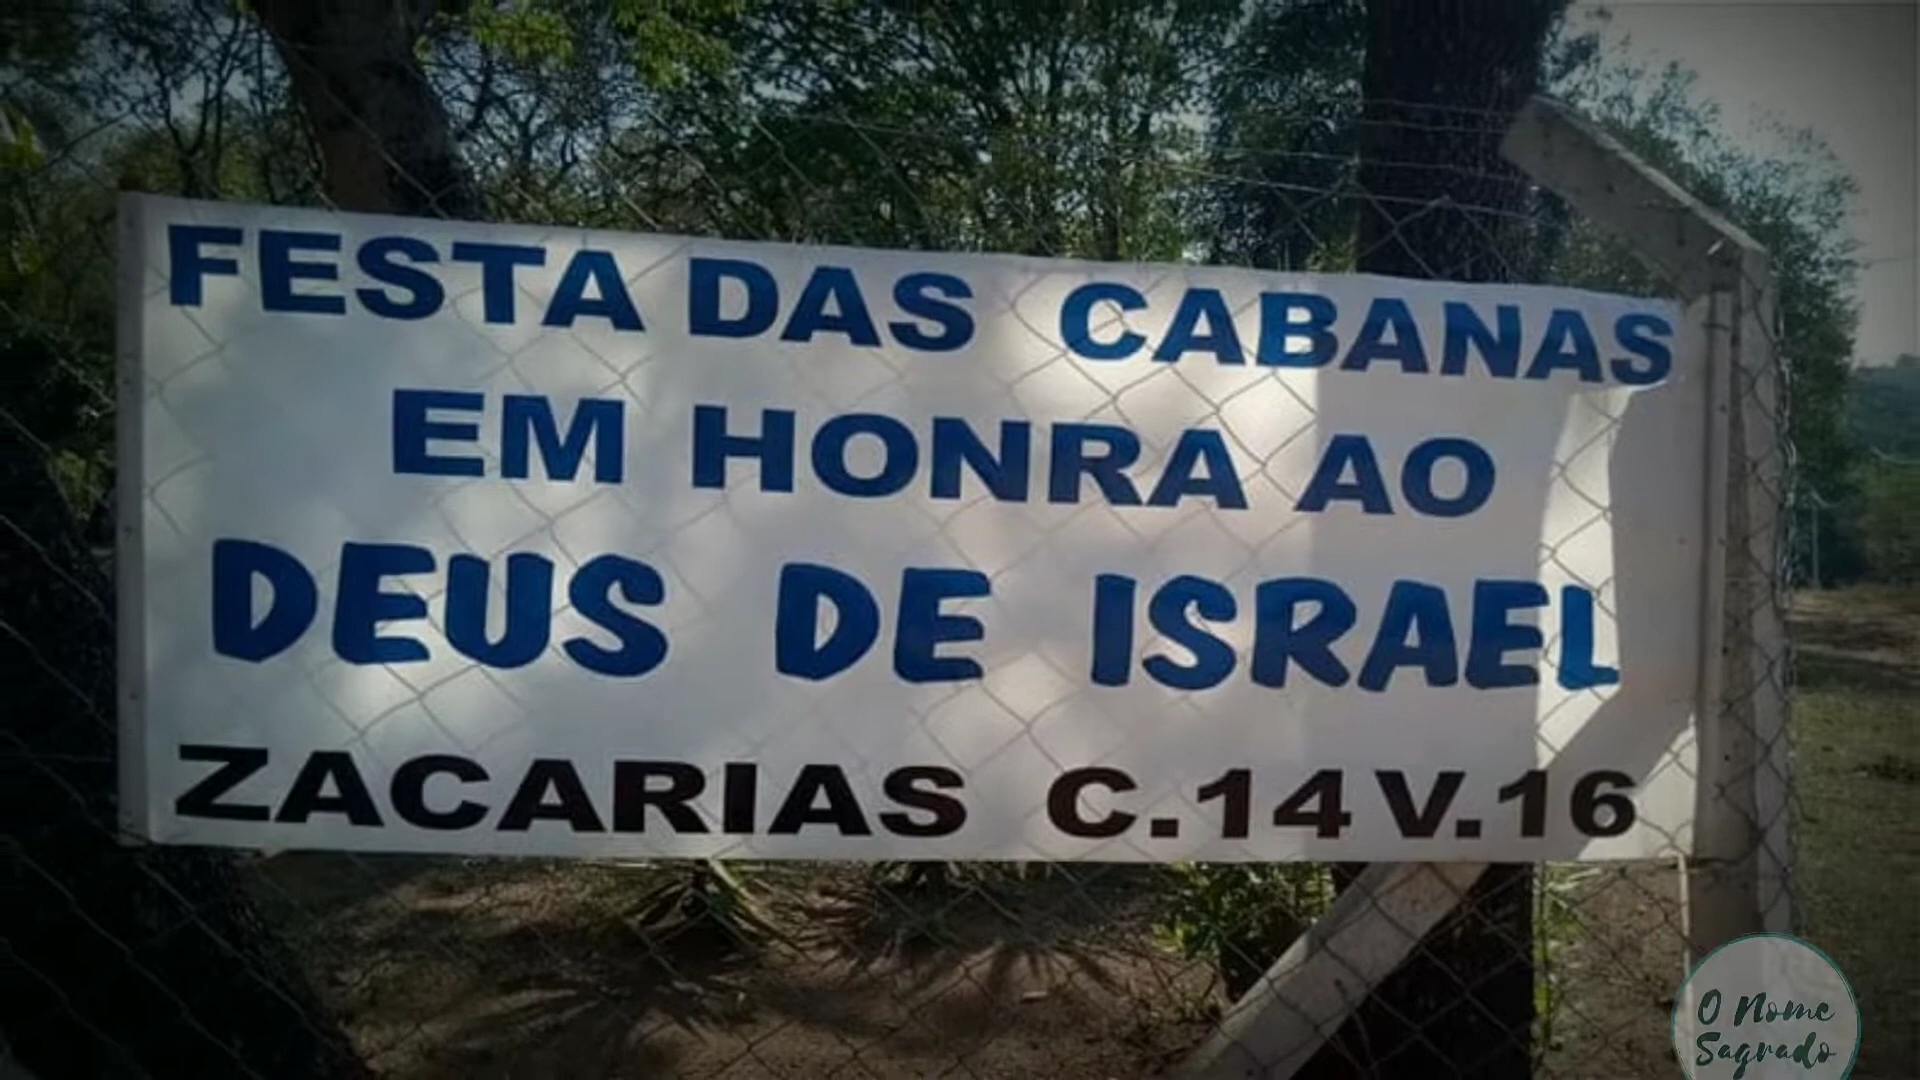 FESTA DAS CABANAS
EM HONRA AO
DEUS DE ISRAEL
ZACARIAS C.14 V.16
O Nome
Sagrado